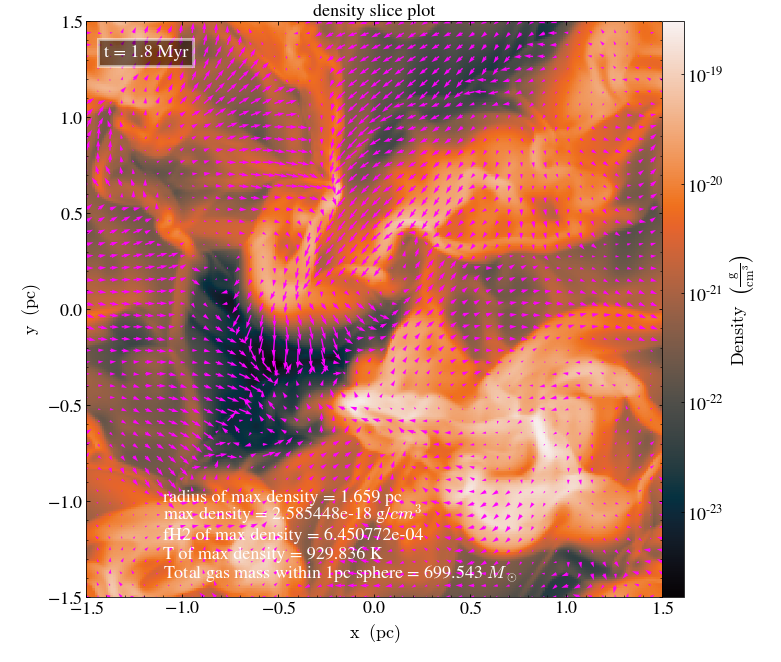 density slice plot
t = 1.8 Myr
radius of max density = 1.659 pc
max density = 2.585448e-18 g/cm³
fH2 of max density = 6.450772e-04
T of max density = 929.836 K
Total gas mass within 1pc sphere = 699.543 M⊙
1.5
1.0
0.5
0.0
−0.5
−1.0
−1.5
y (pc)
−1.5 −1.0 −0.5 0.0 0.5 1.0 1.5
x (pc)
10⁻¹⁹
10⁻²⁰
10⁻²¹
10⁻²²
10⁻²³
Density (g/cm³)